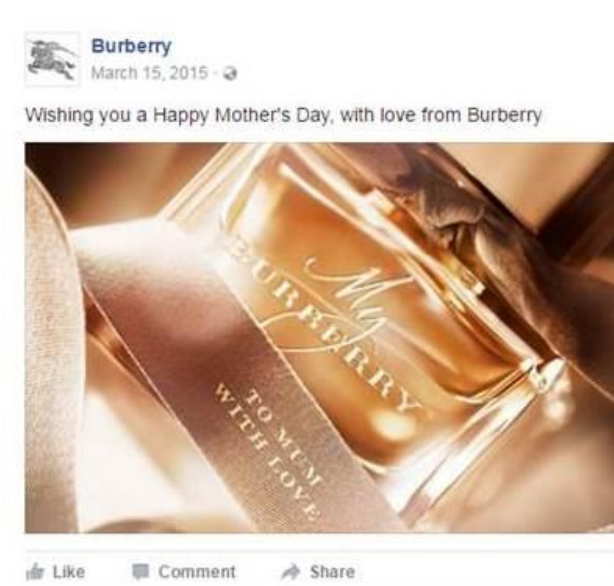 Burberry
March 15, 2015 ·
Wishing you a Happy Mother's Day, with love from Burberry
My
BURBERRY
TO MUM
WITH LOVE
Like Comment Share